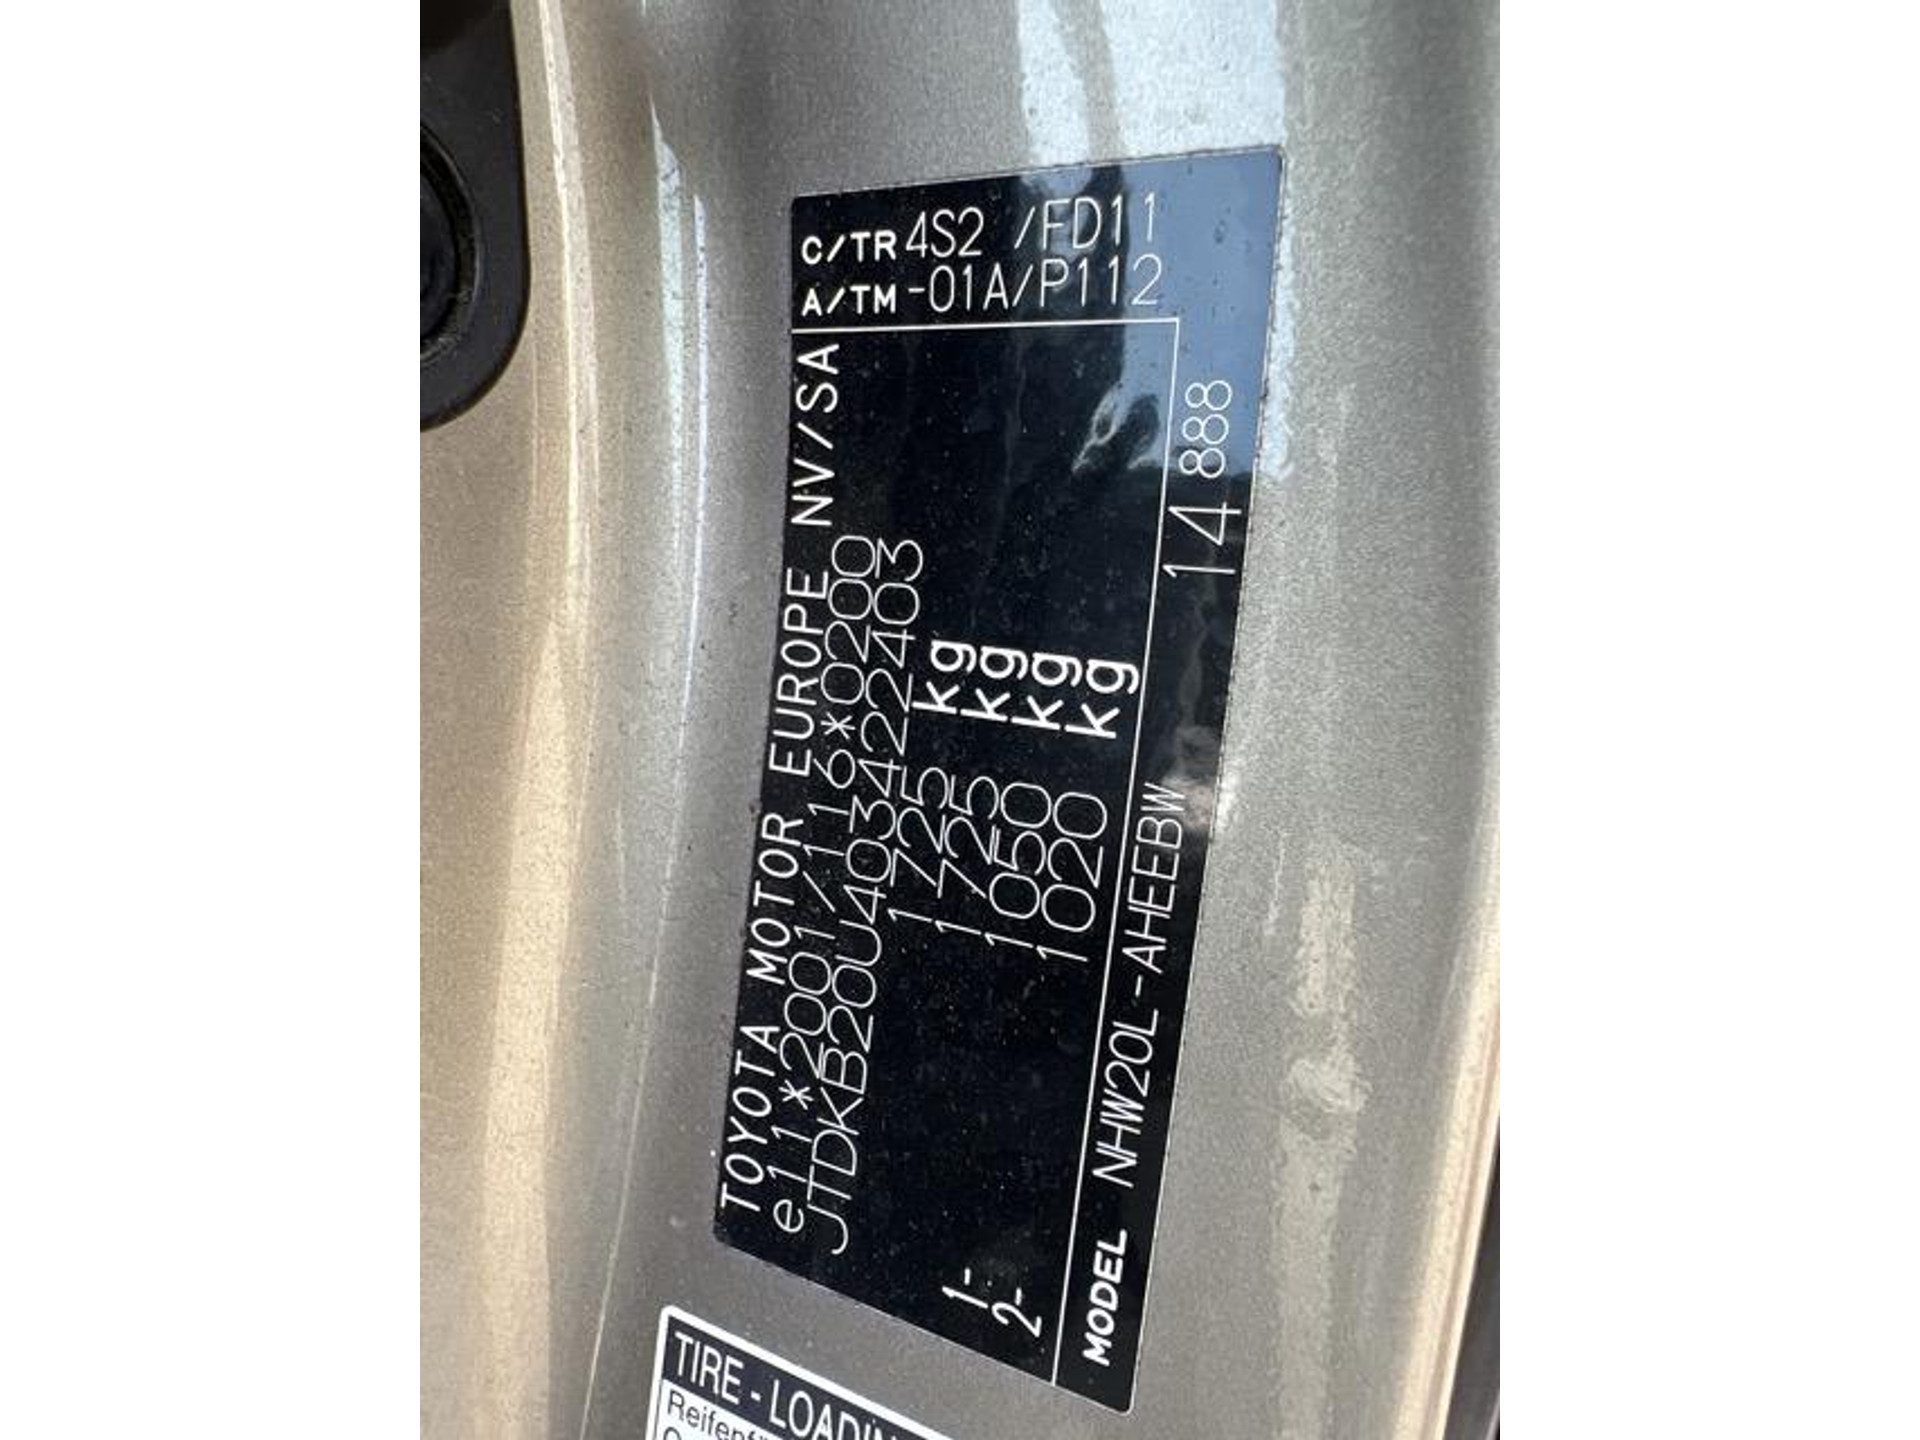 C/TR 4S2 /FD11
A/TM -01A/P112
TOYOTA MOTOR EUROPE NV/SA
e11*2001/116*0200
JTDKB20U403422403
1725 kg
1725 kg
1- 1050 kg
2- 1020 kg
MODEL NHW20L-AHEEBW 14 888
TIRE - LOADIN